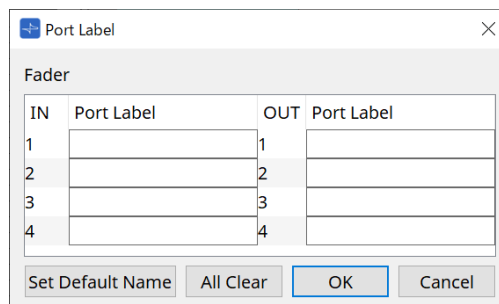 Port Label
Fader
IN Port Label OUT Port Label
1 1
2 2
3 3
4 4
Set Default Name All Clear OK Cancel